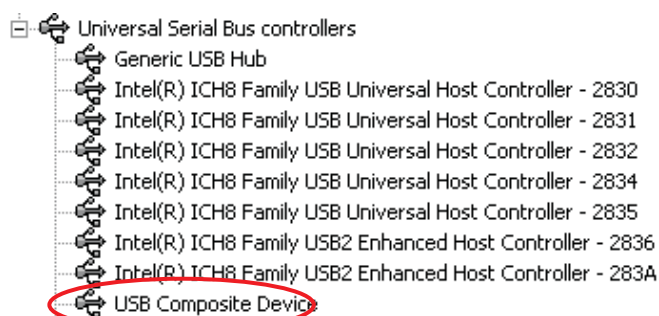 Universal Serial Bus controllers
Generic USB Hub
Intel(R) ICH8 Family USB Universal Host Controller - 2830
Intel(R) ICH8 Family USB Universal Host Controller - 2831
Intel(R) ICH8 Family USB Universal Host Controller - 2832
Intel(R) ICH8 Family USB Universal Host Controller - 2834
Intel(R) ICH8 Family USB Universal Host Controller - 2835
Intel(R) ICH8 Family USB2 Enhanced Host Controller - 2836
Intel(R) ICH8 Family USB2 Enhanced Host Controller - 283A
USB Composite Device